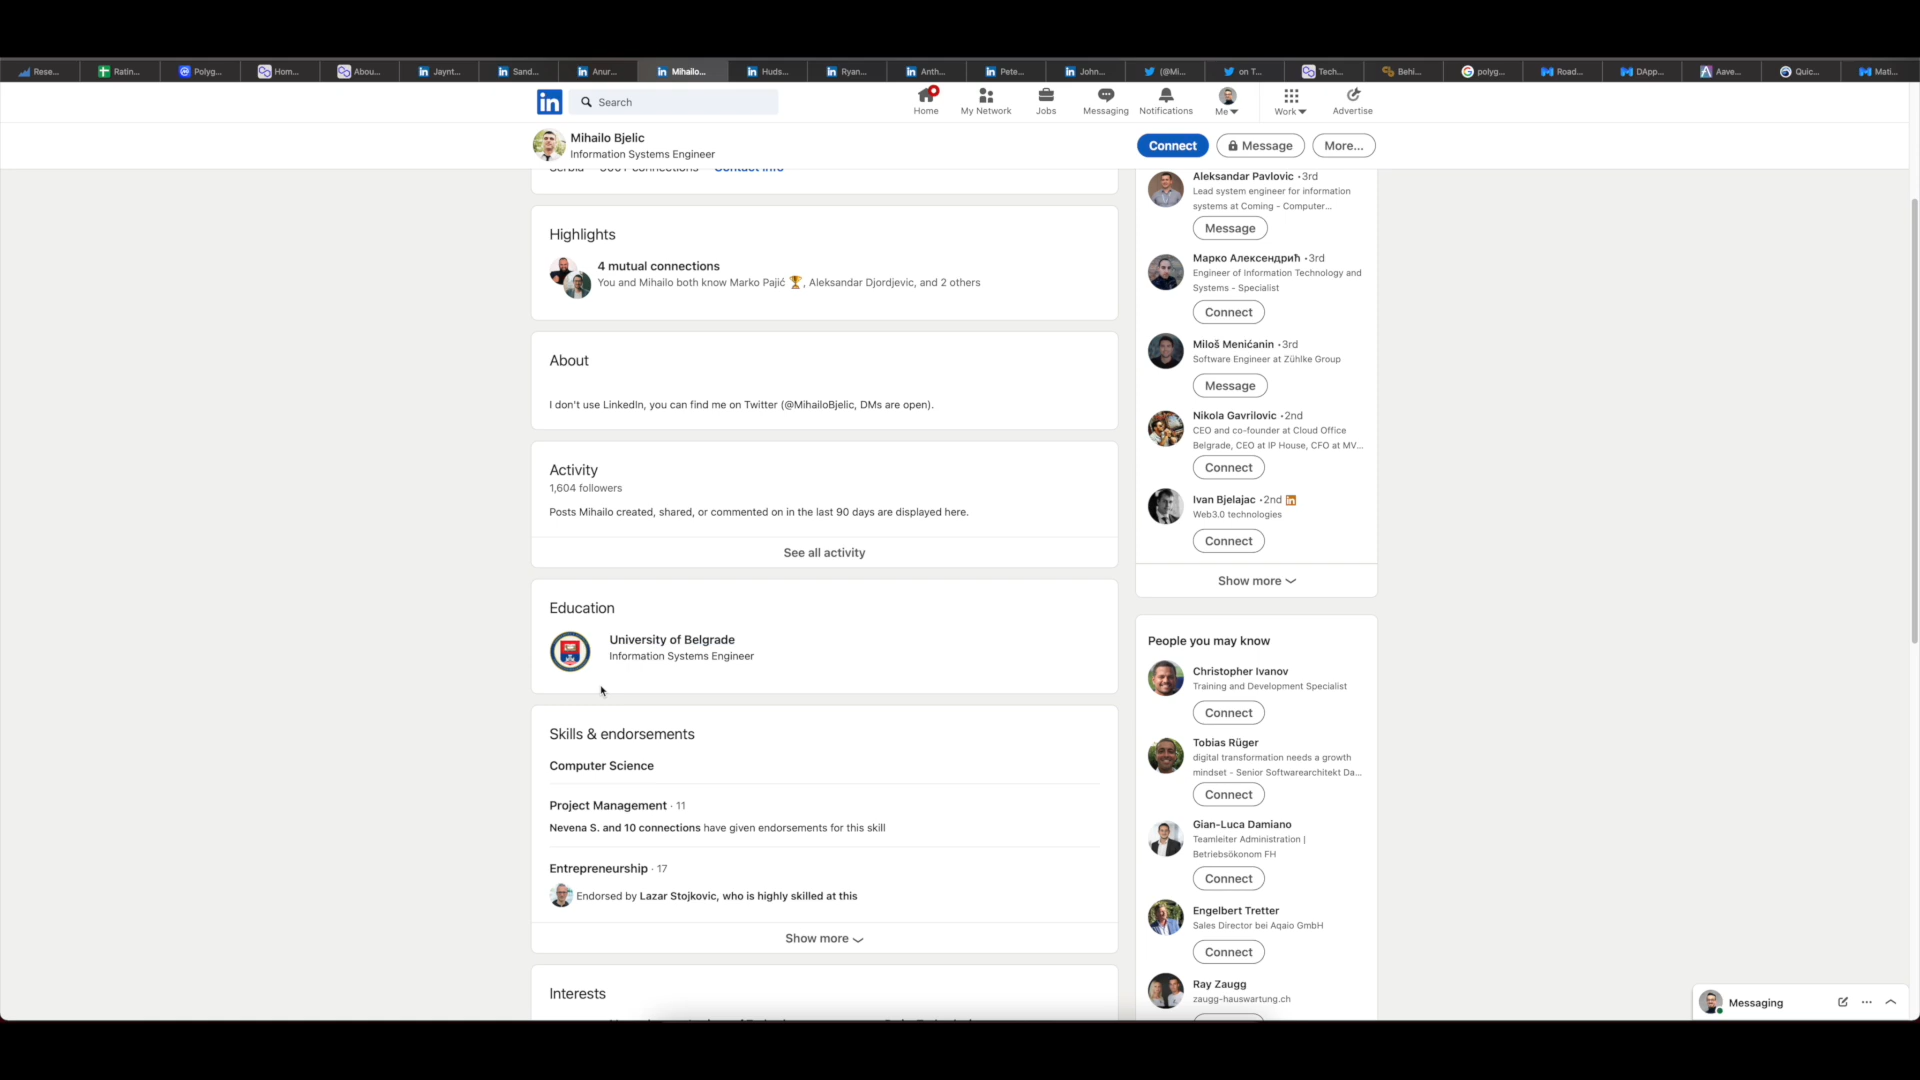 Rese...
Ratin...
Polyg...
Hom...
Abou...
Jaynt...
Sand...
Anur...
Mihailo...
Huds...
Ryan...
Anth...
Pete...
John...
(@Mi...
on T...
Tech...
Behi...
polyg...
Road...
DApp...
Aave...
Quic...
Mati...
in
Search
Home
My Network
Jobs
Messaging
Notifications
Me
Work
Advertise
Mihailo Bjelic
Information Systems Engineer
Connect
Message
More...
Serbia 500+ connections Contact info
Highlights
4 mutual connections
You and Mihailo both know Marko Pajić 🏆, Aleksandar Djordjevic, and 2 others
About
I don't use LinkedIn, you can find me on Twitter (@MihailoBjelic, DMs are open).
Activity
1,604 followers
Posts Mihailo created, shared, or commented on in the last 90 days are displayed here.
See all activity
Education
University of Belgrade
Information Systems Engineer
Skills & endorsements
Computer Science
Project Management · 11
Nevena S. and 10 connections have given endorsements for this skill
Entrepreneurship · 17
Endorsed by Lazar Stojkovic, who is highly skilled at this
Show more
Interests
Aleksandar Pavlovic •3rd
Lead system engineer for information
systems at Coming - Computer...
Message
Марко Алексендрић •3rd
Engineer of Information Technology and
Systems - Specialist
Connect
Miloš Menićanin •3rd
Software Engineer at Zühlke Group
Message
Nikola Gavrilovic •2nd
CEO and co-founder at Cloud Office
Belgrade, CEO at IP House, CFO at MV...
Connect
Ivan Bjelajac •2nd in
Web3.0 technologies
Connect
Show more
People you may know
Christopher Ivanov
Training and Development Specialist
Connect
Tobias Rüger
digital transformation needs a growth
mindset - Senior Softwarearchitekt Da...
Connect
Gian-Luca Damiano
Teamleiter Administration |
Betriebsökonom FH
Connect
Engelbert Tretter
Sales Director bei Aqaio GmbH
Connect
Ray Zaugg
zaugg-hauswartung.ch
Messaging